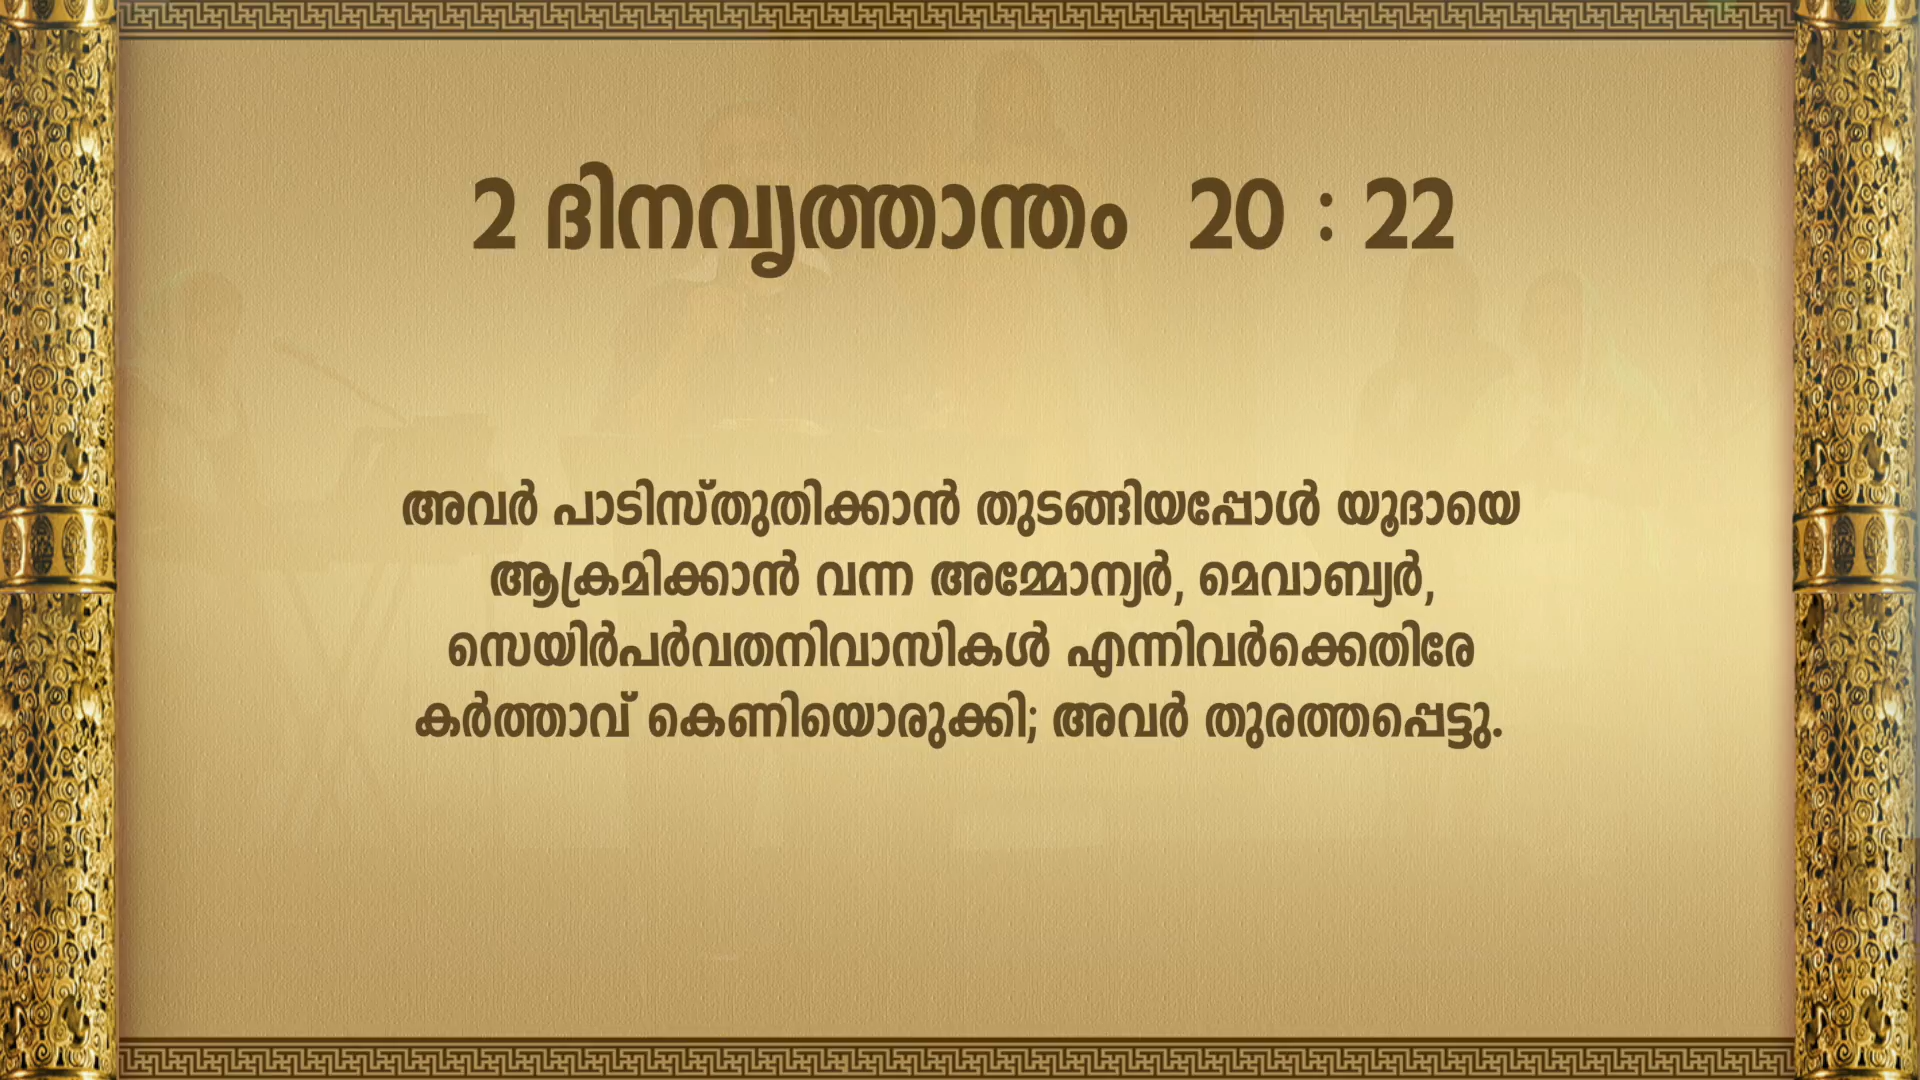 2 ദിനവൃത്താന്തം 20 : 22
അവർ പാടിസ്തുതിക്കാൻ തുടങ്ങിയപ്പോൾ യൂദായെ
ആക്രമിക്കാൻ വന്ന അമ്മോന്യർ, മെവാബ്യർ,
സെയിർപർവതനിവാസികൾ എന്നിവർക്കെതിരേ
കർത്താവ് കെണിയൊരുക്കി; അവർ തുരത്തപ്പെട്ടു.